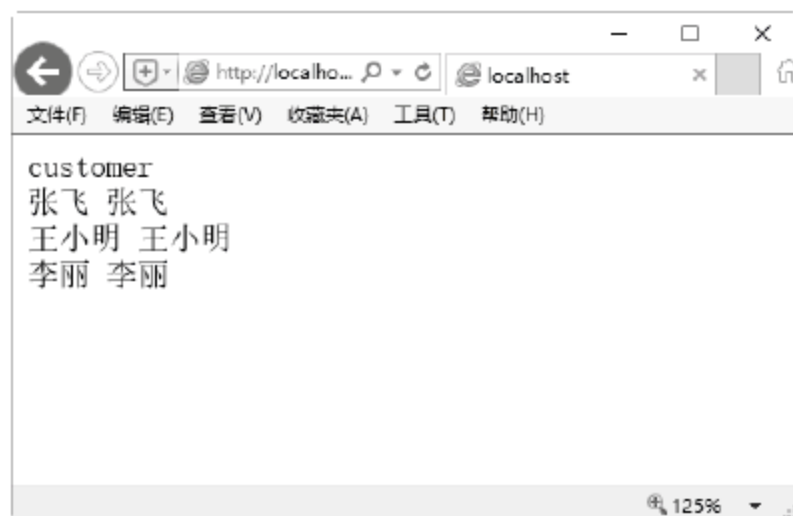 http://localho...
localhost
文件(F) 编辑(E) 查看(V) 收藏夹(A) 工具(T) 帮助(H)
customer
张飞 张飞
王小明 王小明
李丽 李丽
125%